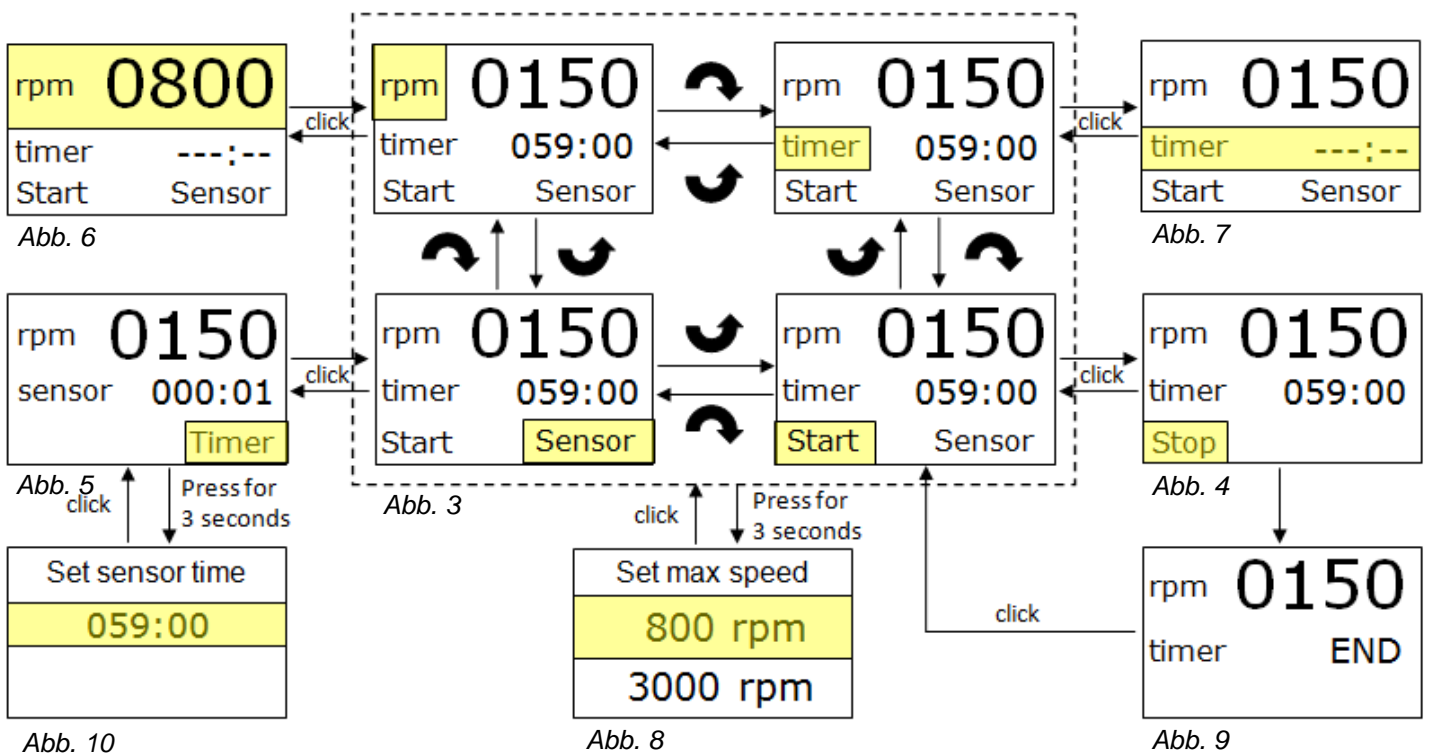 rpm 0800
timer ---:--
Start Sensor
Abb. 6
click
rpm 0150
timer 059:00
Start Sensor
rpm 0150
timer 059:00
Start Sensor
click
rpm 0150
timer ---:--
Start Sensor
Abb. 7
rpm 0150
sensor 000:01
Timer
Abb. 5
click
rpm 0150
timer 059:00
Start Sensor
Abb. 3
rpm 0150
timer 059:00
Start Sensor
click
rpm 0150
timer 059:00
Stop
Abb. 4
click
Press for
3 seconds
click
Press for
3 seconds
Set sensor time
059:00
Abb. 10
Set max speed
800 rpm
3000 rpm
Abb. 8
click
rpm 0150
timer END
Abb. 9